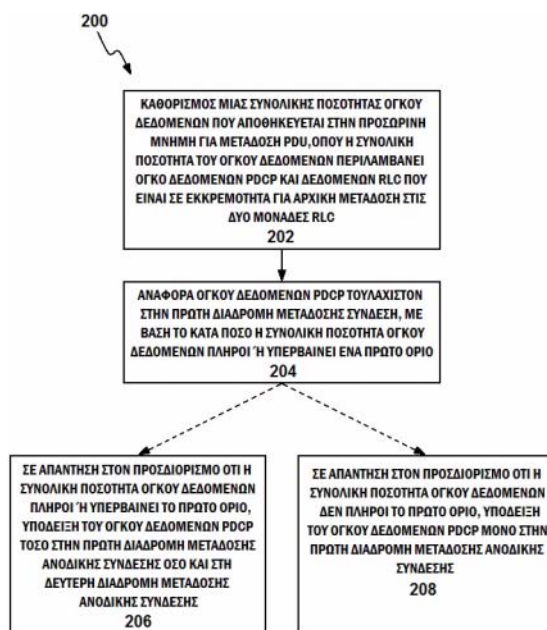 200
ΚΑΘΟΡΙΣΜΟΣ ΜΙΑΣ ΣΥΝΟΛΙΚΗΣ ΠΟΣΟΤΗΤΑΣ ΟΓΚΟΥ
ΔΕΔΟΜΕΝΩΝ ΠΟΥ ΑΠΟΘΗΚΕΥΕΤΑΙ ΣΤΗΝ ΠΡΟΣΩΡΙΝΗ
ΜΝΗΜΗ ΓΙΑ ΜΕΤΑΔΟΣΗ PDU,ΟΠΟΥ Η ΣΥΝΟΛΙΚΗ
ΠΟΣΟΤΗΤΑ ΤΟΥ ΟΓΚΟΥ ΔΕΔΟΜΕΝΩΝ ΠΕΡΙΛΑΜΒΑΝΕΙ
ΟΓΚΟ ΔΕΔΟΜΕΝΩΝ PDCP ΚΑΙ ΔΕΔΟΜΕΝΩΝ RLC ΠΟΥ
ΕΙΝΑΙ ΣΕ ΕΚΚΡΕΜΟΤΗΤΑ ΓΙΑ ΑΡΧΙΚΗ ΜΕΤΑΔΟΣΗ ΣΤΙΣ
ΔΥΟ ΜΟΝΑΔΕΣ RLC
202
ΑΝΑΦΟΡΑ ΟΓΚΟΥ ΔΕΔΟΜΕΝΩΝ PDCP ΤΟΥΛΑΧΙΣΤΟΝ
ΣΤΗΝ ΠΡΩΤΗ ΔΙΑΔΡΟΜΗ ΜΕΤΑΔΟΣΗΣ ΣΥΝΔΕΣΗ, ΜΕ
ΒΑΣΗ ΤΟ ΚΑΤΑ ΠΟΣΟ Η ΣΥΝΟΛΙΚΗ ΠΟΣΟΤΗΤΑ ΟΓΚΟΥ
ΔΕΔΟΜΕΝΩΝ ΠΛΗΡΟΙ Ή ΥΠΕΡΒΑΙΝΕΙ ΕΝΑ ΠΡΩΤΟ ΟΡΙΟ
204
ΣΕ ΑΠΑΝΤΗΣΗ ΣΤΟΝ ΠΡΟΣΔΙΟΡΙΣΜΟ ΟΤΙ Η
ΣΥΝΟΛΙΚΗ ΠΟΣΟΤΗΤΑ ΟΓΚΟΥ ΔΕΔΟΜΕΝΩΝ
ΠΛΗΡΟΙ Ή ΥΠΕΡΒΑΙΝΕΙ ΤΟ ΠΡΩΤΟ ΟΡΙΟ,
ΥΠΟΔΕΙΞΗ ΤΟΥ ΟΓΚΟΥ ΔΕΔΟΜΕΝΩΝ PDCP
ΤΟΣΟ ΣΤΗΝ ΠΡΩΤΗ ΔΙΑΔΡΟΜΗ ΜΕΤΑΔΟΣΗΣ
ΑΝΟΔΙΚΗΣ ΣΥΝΔΕΣΗΣ ΟΣΟ ΚΑΙ ΣΤΗ
ΔΕΥΤΕΡΗ ΔΙΑΔΡΟΜΗ ΜΕΤΑΔΟΣΗΣ
ΑΝΟΔΙΚΗΣ ΣΥΝΔΕΣΗΣ
206
ΣΕ ΑΠΑΝΤΗΣΗ ΣΤΟΝ ΠΡΟΣΔΙΟΡΙΣΜΟ ΟΤΙ Η
ΣΥΝΟΛΙΚΗ ΠΟΣΟΤΗΤΑ ΟΓΚΟΥ ΔΕΔΟΜΕΝΩΝ
ΔΕΝ ΠΛΗΡΟΙ ΤΟ ΠΡΩΤΟ ΟΡΙΟ, ΥΠΟΔΕΙΞΗ
ΤΟΥ ΟΓΚΟΥ ΔΕΔΟΜΕΝΩΝ PDCP ΜΟΝΟ ΣΤΗΝ
ΠΡΩΤΗ ΔΙΑΔΡΟΜΗ ΜΕΤΑΔΟΣΗΣ ΑΝΟΔΙΚΗΣ
ΣΥΝΔΕΣΗΣ
208